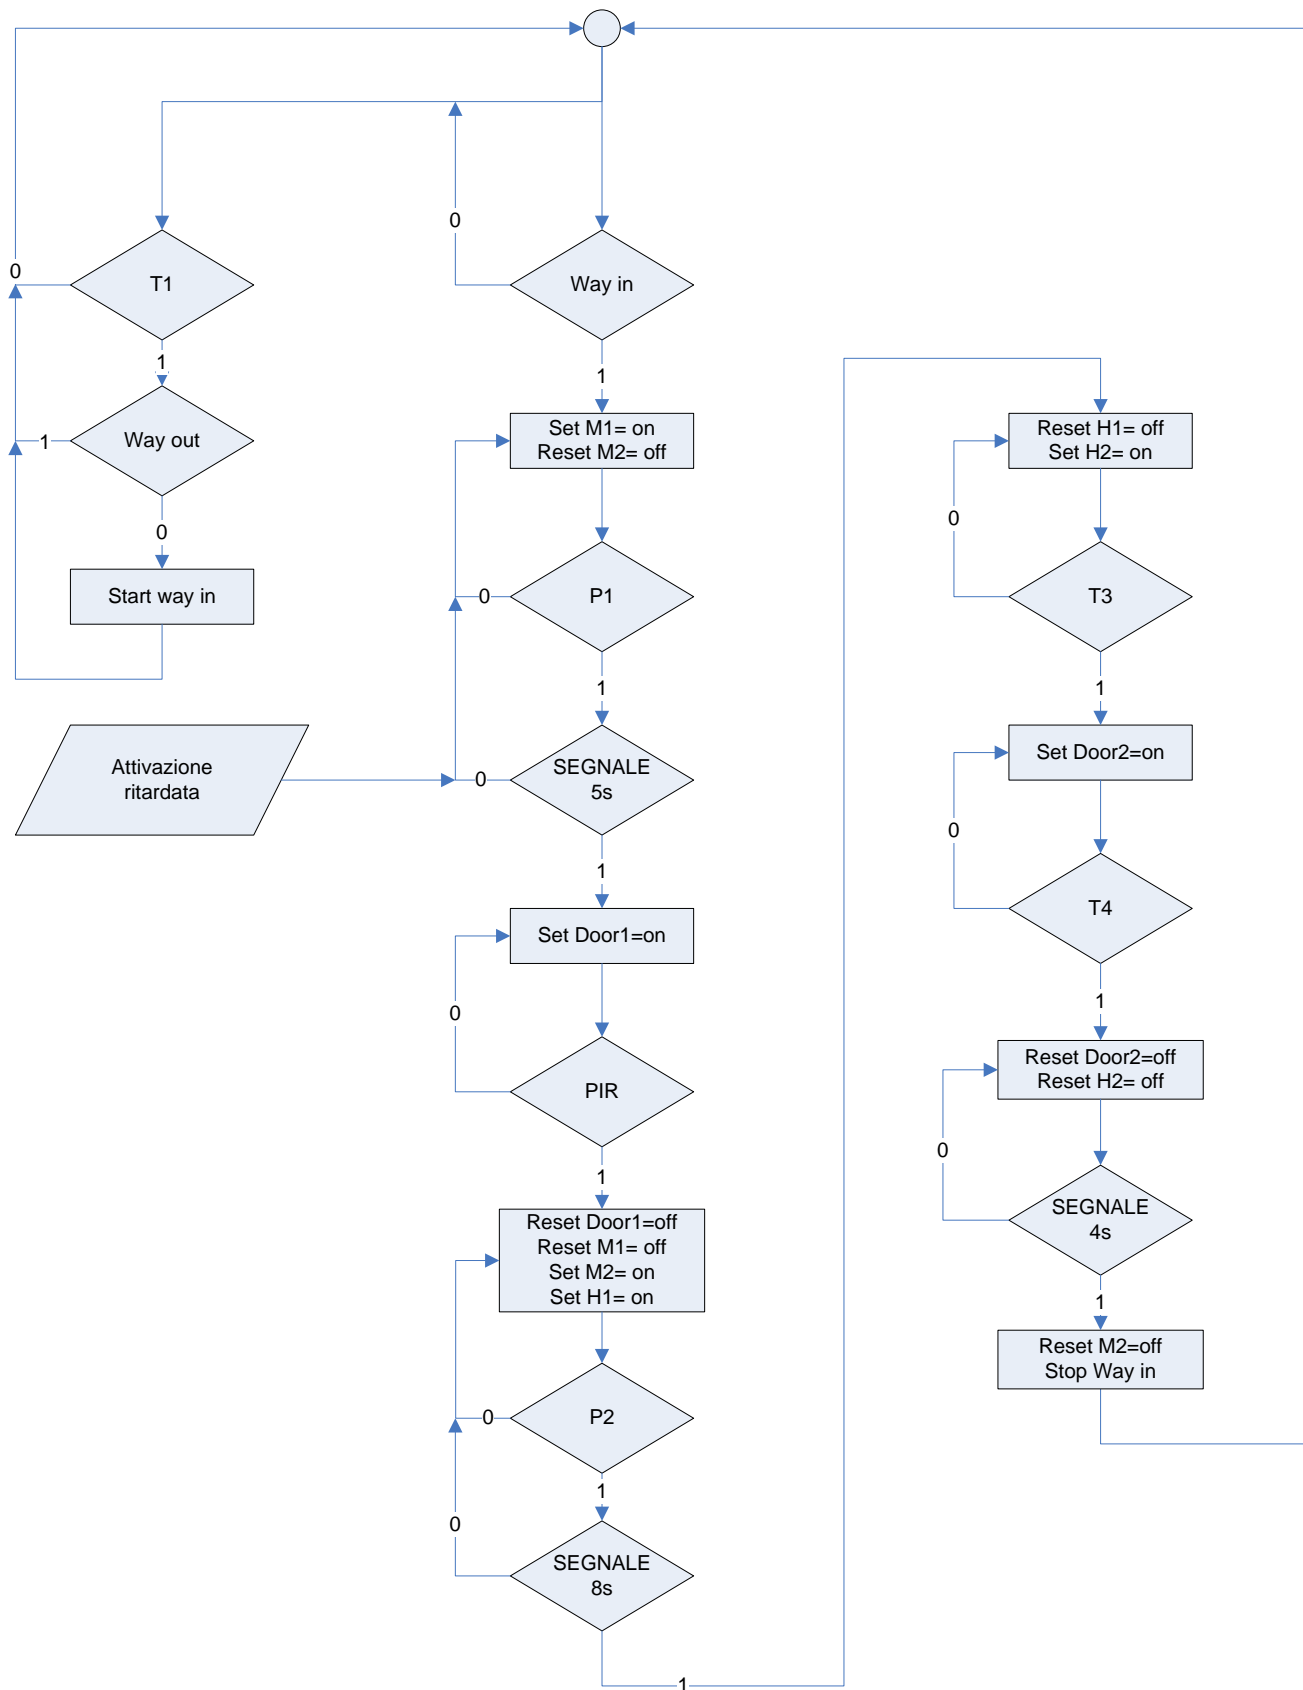 T1
0
1
Way out
1
0
Start way in
Attivazione
ritardata
Way in
0
1
Set M1= on
Reset M2= off
P1
0
1
SEGNALE
5s
0
1
Set Door1=on
0
PIR
1
Reset Door1=off
Reset M1= off
Set M2= on
Set H1= on
P2
0
1
SEGNALE
8s
0
1
Reset H1= off
Set H2= on
0
T3
1
Set Door2=on
0
T4
1
Reset Door2=off
Reset H2= off
0
SEGNALE
4s
1
Reset M2=off
Stop Way in